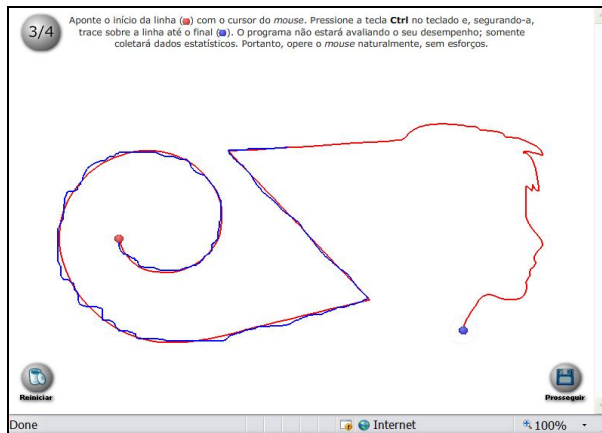 3/4
Aponte o início da linha ( ) com o cursor do mouse. Pressione a tecla Ctrl no teclado e, segurando-a,
trace sobre a linha até o final ( ). O programa não estará avaliando o seu desempenho; somente
coletará dados estatísticos. Portanto, opere o mouse naturalmente, sem esforços.
Reiniciar
Prosseguir
Done
Internet
100%